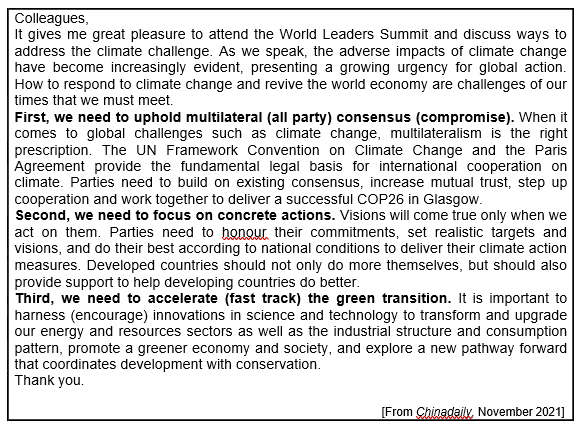 Colleagues,
It gives me great pleasure to attend the World Leaders Summit and discuss ways to
address the climate challenge. As we speak, the adverse impacts of climate change
have become increasingly evident, presenting a growing urgency for global action.
How to respond to climate change and revive the world economy are challenges of our
times that we must meet.
First, we need to uphold multilateral (all party) consensus (compromise). When it
comes to global challenges such as climate change, multilateralism is the right
prescription. The UN Framework Convention on Climate Change and the Paris
Agreement provide the fundamental legal basis for international cooperation on
climate. Parties need to build on existing consensus, increase mutual trust, step up
cooperation and work together to deliver a successful COP26 in Glasgow.
Second, we need to focus on concrete actions. Visions will come true only when we
act on them. Parties need to honour their commitments, set realistic targets and
visions, and do their best according to national conditions to deliver their climate action
measures. Developed countries should not only do more themselves, but should also
provide support to help developing countries do better.
Third, we need to accelerate (fast track) the green transition. It is important to
harness (encourage) innovations in science and technology to transform and upgrade
our energy and resources sectors as well as the industrial structure and consumption
pattern, promote a greener economy and society, and explore a new pathway forward
that coordinates development with conservation.
Thank you.
[From Chinadaily, November 2021]